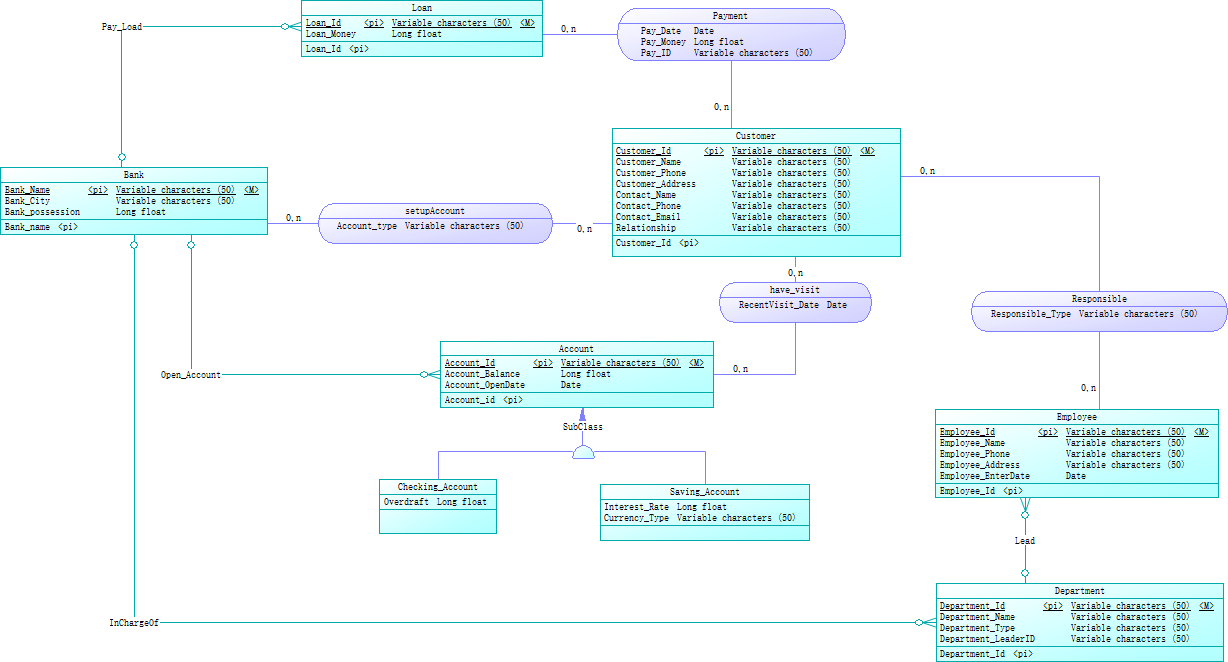 Loan
Loan_Id <pi> Variable characters (50) <M>
Loan_Money Long float
Loan_Id <pi>
Pay_Load
0,n
Payment
Pay_Date Date
Pay_Money Long float
Pay_ID Variable characters (50)
0,n
Customer
Customer_Id <pi> Variable characters (50) <M>
Customer_Name Variable characters (50)
Customer_Phone Variable characters (50)
Customer_Address Variable characters (50)
Contact_Name Variable characters (50)
Contact_Phone Variable characters (50)
Contact_Email Variable characters (50)
Relationship Variable characters (50)
Customer_Id <pi>
0,n
Bank
Bank_Name <pi> Variable characters (50) <M>
Bank_City Variable characters (50)
Bank_possession Long float
Bank_name <pi>
0,n
setupAccount
Account_type Variable characters (50)
0,n
0,n
have_visit
RecentVisit_Date Date
0,n
Responsible
Responsible_Type Variable characters (50)
0,n
Open_Account
Account
Account_Id <pi> Variable characters (50) <M>
Account_Balance Long float
Account_OpenDate Date
Account_id <pi>
SubClass
Checking_Account
Overdraft Long float
Saving_Account
Interest_Rate Long float
Currency_Type Variable characters (50)
Employee
Employee_Id <pi> Variable characters (50) <M>
Employee_Name Variable characters (50)
Employee_Phone Variable characters (50)
Employee_Address Variable characters (50)
Employee_EnterDate Date
Employee_Id <pi>
Lead
Department
Department_Id <pi> Variable characters (50) <M>
Department_Name Variable characters (50)
Department_Type Variable characters (50)
Department_LeaderID Variable characters (50)
Department_Id <pi>
InChargeOf